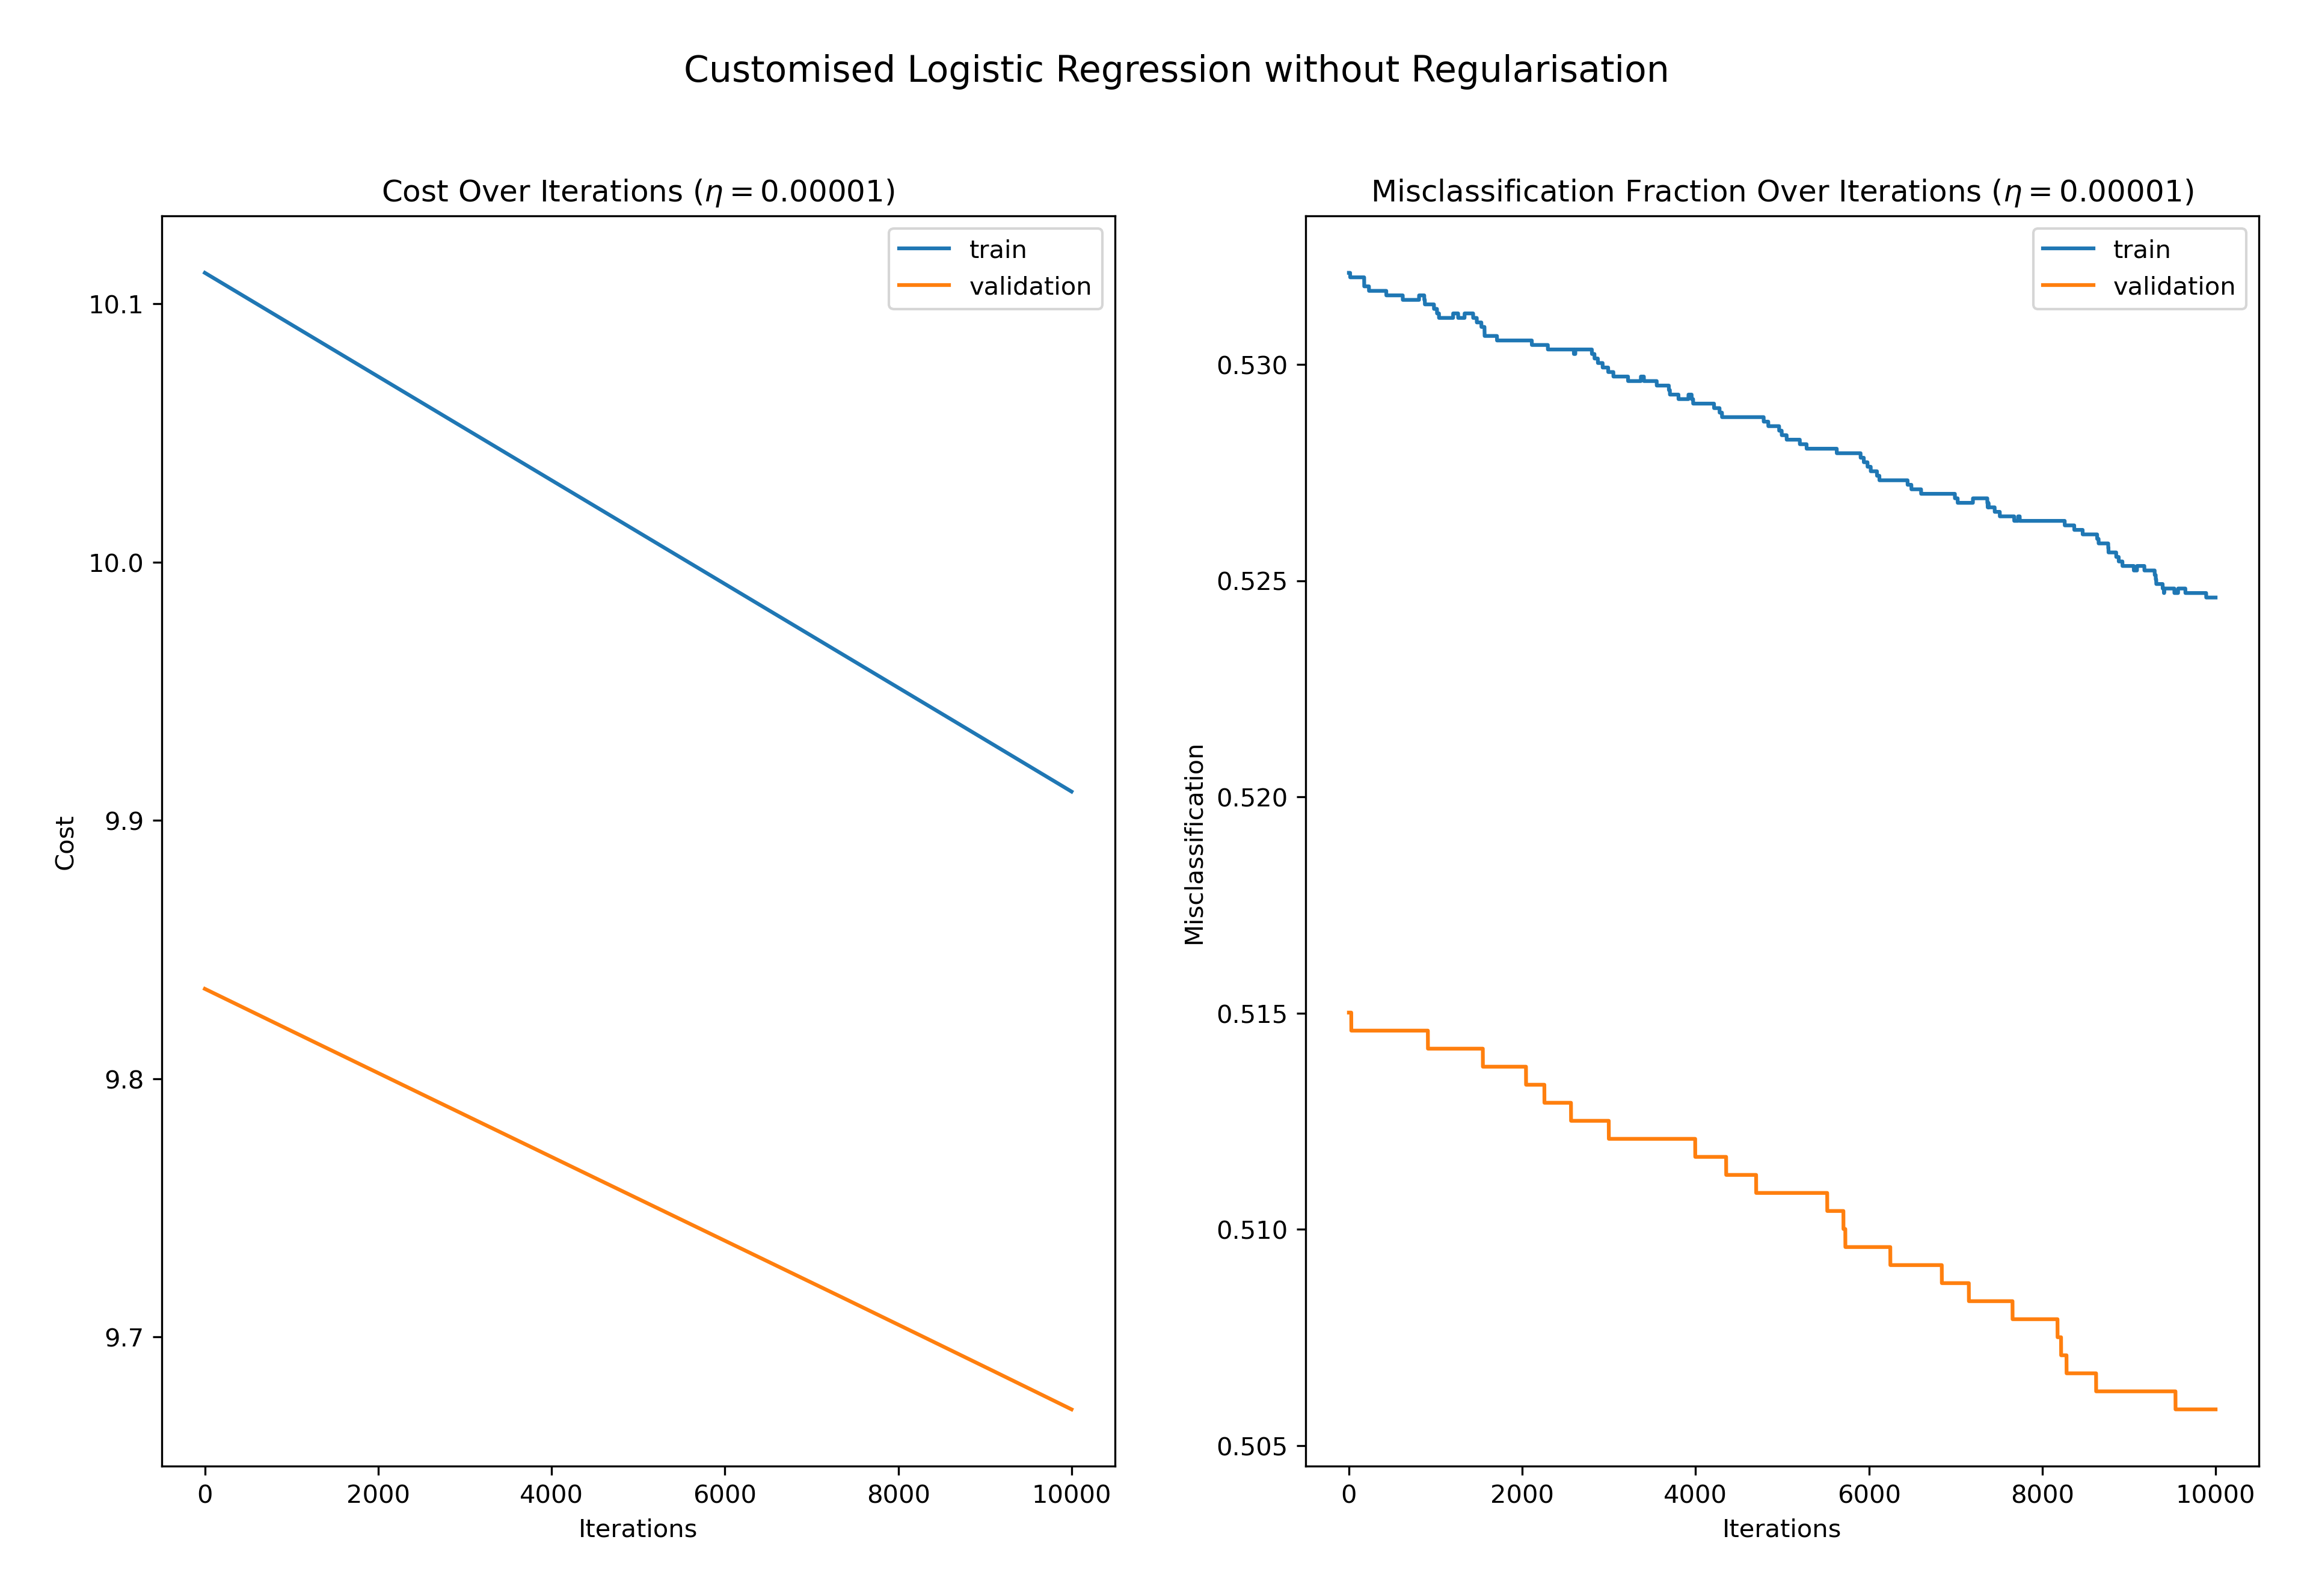 Customised Logistic Regression without Regularisation
Cost Over Iterations (η = 0.00001)
train
validation
10.1
10.0
9.9
9.8
9.7
Cost
0 2000 4000 6000 8000 10000
Iterations
Misclassification Fraction Over Iterations (η = 0.00001)
train
validation
0.530
0.525
0.520
0.515
0.510
0.505
Misclassification
0 2000 4000 6000 8000 10000
Iterations